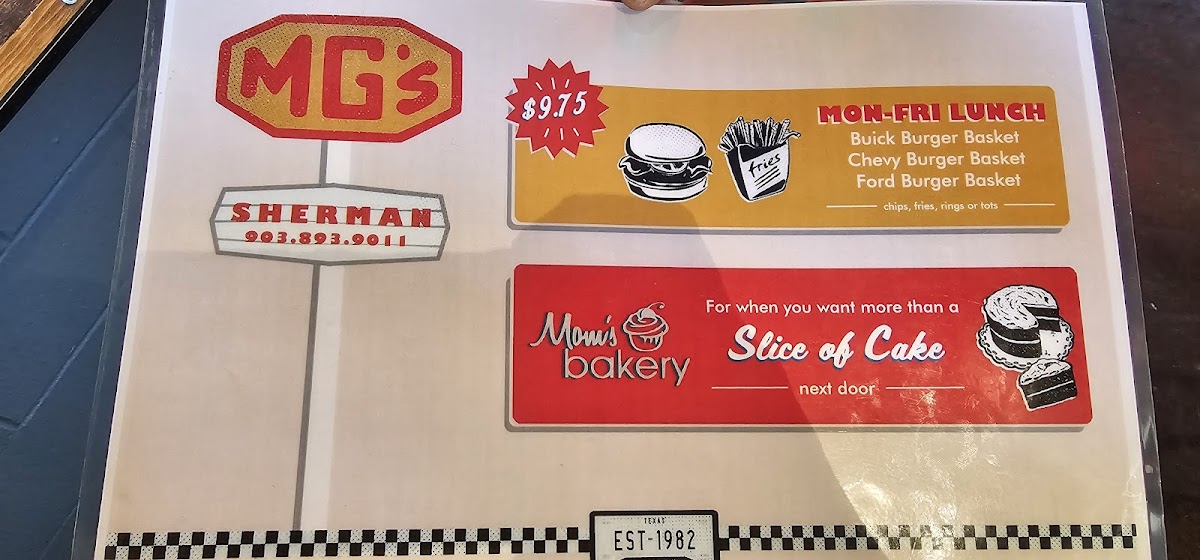 MG's
SHERMAN
903.893.9011
$9.75
fries
MON-FRI LUNCH
Buick Burger Basket
Chevy Burger Basket
Ford Burger Basket
chips, fries, rings or tots
Mom's
bakery
For when you want more than a
Slice of Cake
next door
TEXAS
EST-1982